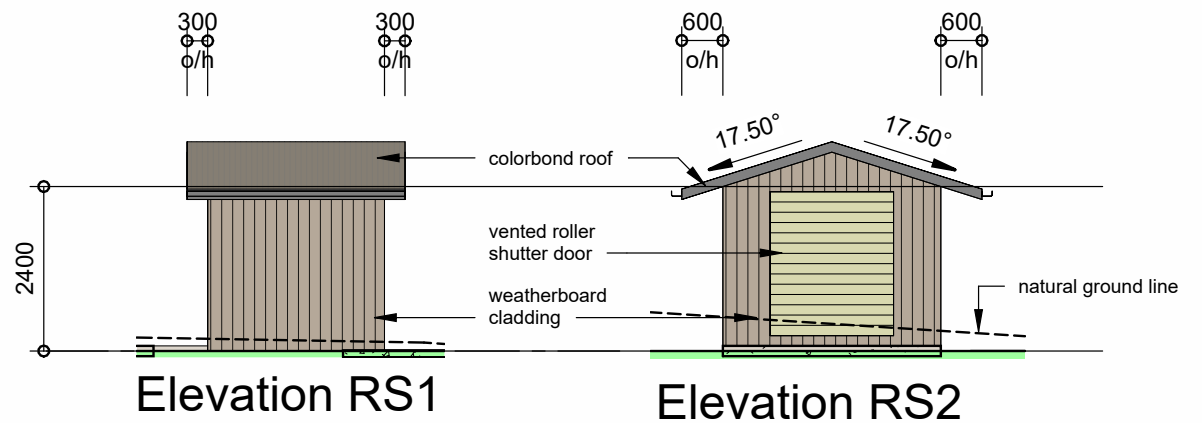 300
o/h
300
o/h
600
o/h
600
o/h
17.50°
17.50°
colorbond roof
2400
vented roller
shutter door
weatherboard
cladding
natural ground line
Elevation RS1
Elevation RS2